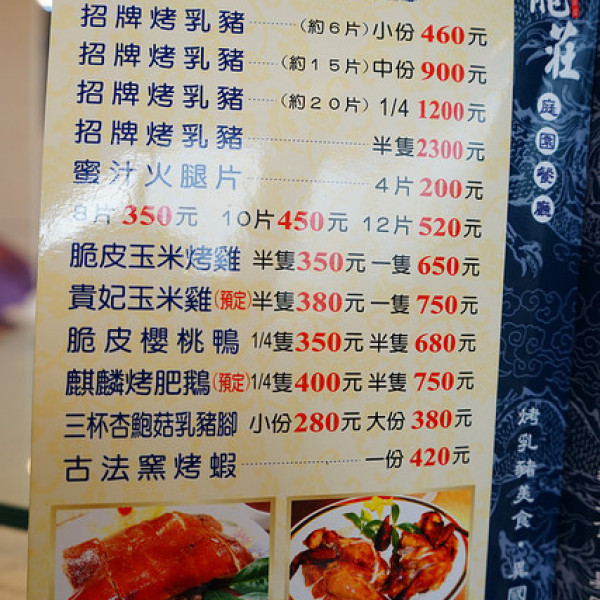 招牌烤乳豬……(約6片)小份 460元
招牌烤乳豬……(約15片)中份 900元
招牌烤乳豬……(約20片)1/4 1200元
招牌烤乳豬……半隻2300元
蜜汁火腿片……4片 200元
8片350元 10片450元 12片520元
脆皮玉米烤雞 半隻350元 一隻 650元
貴妃玉米雞(預定)半隻380元 一隻 750元
脆皮櫻桃鴨 1/4隻350元 半隻 680元
麒麟烤肥鵝(預定)1/4隻400元 半隻 750元
三杯杏鮑菇乳豬腳 小份280元 大份 380元
古法窯烤蝦……一份 420元
莊
庭園餐廳
烤乳豬美食·異國